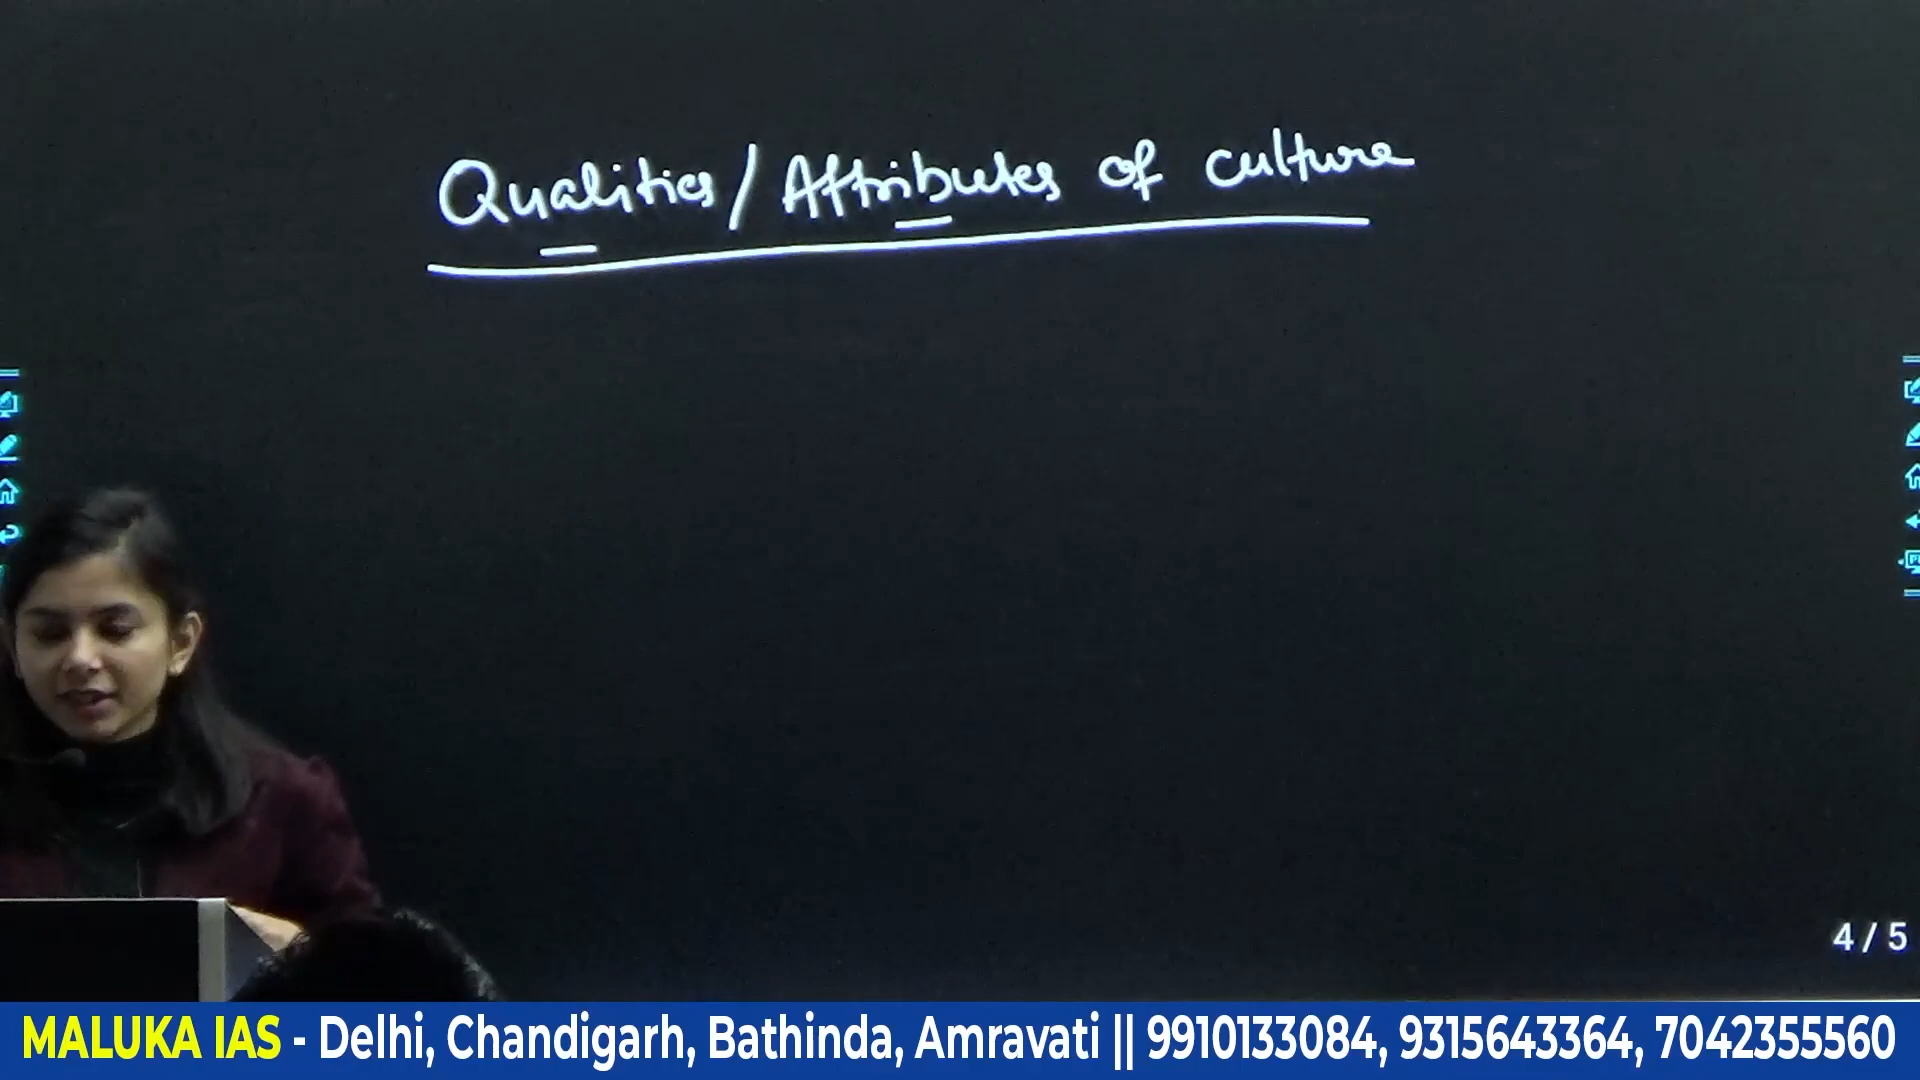 Qualities/Attributes of culture
4 / 5
MALUKA IAS - Delhi, Chandigarh, Bathinda, Amravati || 9910133084, 9315643364, 7042355560